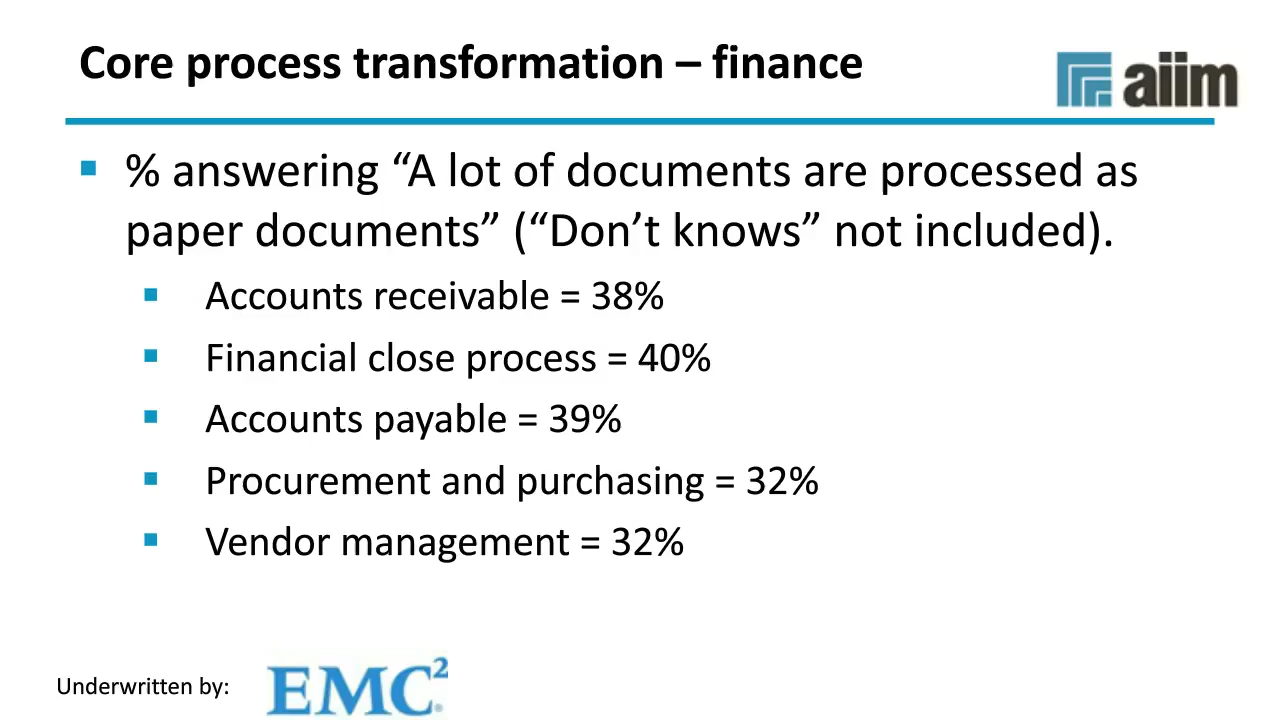 Core process transformation – finance
aiim
% answering “A lot of documents are processed as
paper documents” (“Don’t knows” not included).
Accounts receivable = 38%
Financial close process = 40%
Accounts payable = 39%
Procurement and purchasing = 32%
Vendor management = 32%
Underwritten by:
EMC²